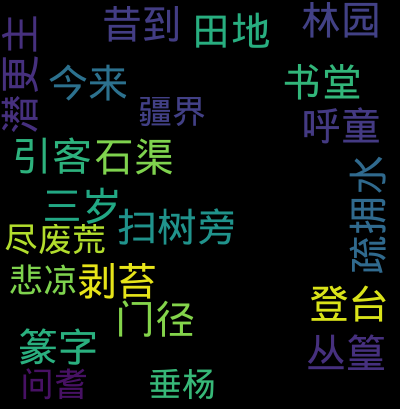 潜更主
昔到
田地
林园
今来
书堂
疆界
呼童
引客
石渠
疏拥水
三岁
扫树旁
尽废荒
悲凉
剥苔
登台
门径
篆字
丛篁
问耆
垂杨